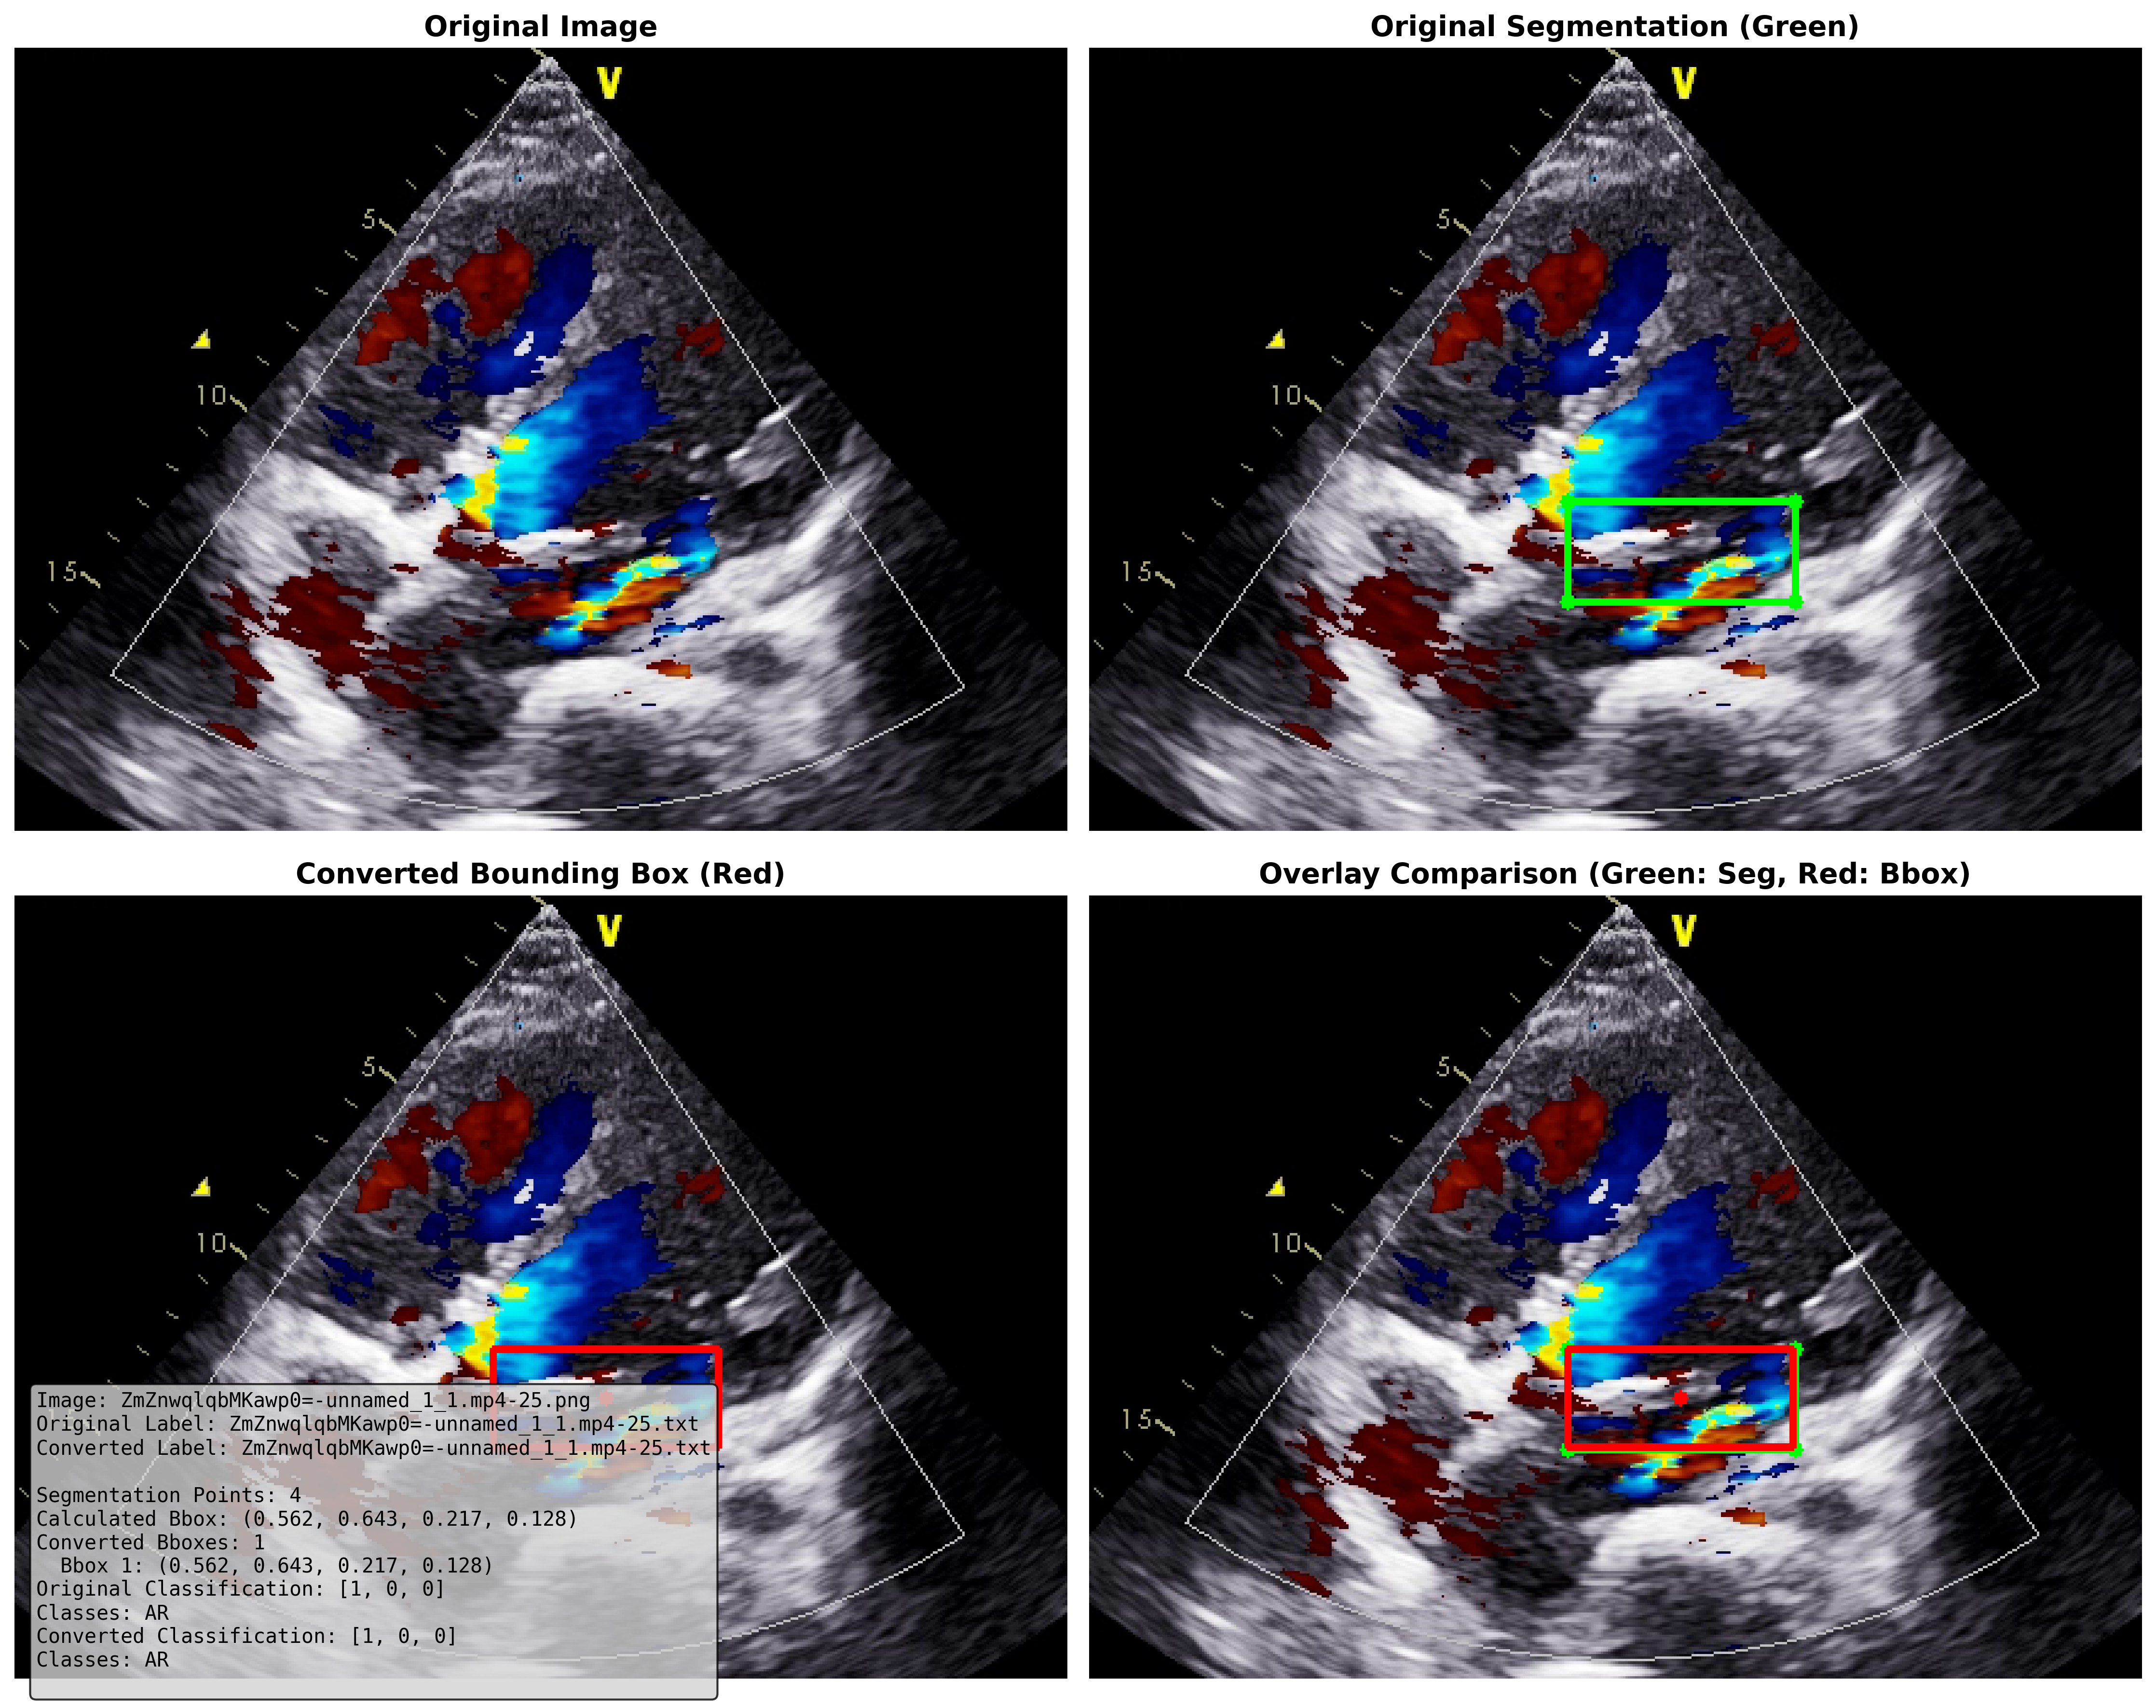 Original Image
Original Segmentation (Green)
V
5
10
15
V
5
10
15
Converted Bounding Box (Red)
Overlay Comparison (Green: Seg, Red: Bbox)
V
5
10
V
5
10
15
Image: ZmZnwqlqbMKawp0=-unnamed_1_1.mp4-25.png
Original Label: ZmZnwqlqbMKawp0=-unnamed_1_1.mp4-25.txt
Converted Label: ZmZnwqlqbMKawp0=-unnamed_1_1.mp4-25.txt
Segmentation Points: 4
Calculated Bbox: (0.562, 0.643, 0.217, 0.128)
Converted Bboxes: 1
Bbox 1: (0.562, 0.643, 0.217, 0.128)
Original Classification: [1, 0, 0]
Classes: AR
Converted Classification: [1, 0, 0]
Classes: AR